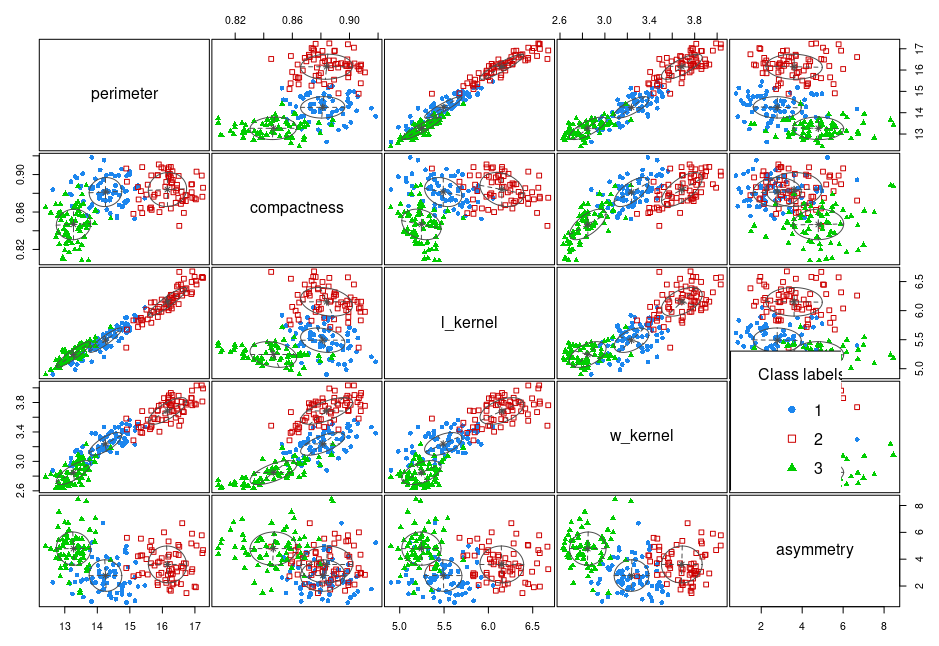 0.82 0.86 0.90 2.6 3.0 3.4 3.8
perimeter
13 14 15 16 17
0.82 0.86 0.90
compactness
l_kernel
5.0 5.5 6.0 6.5
Class labels
1
2
3
2.6 3.0 3.4 3.8
w_kernel
asymmetry
2 4 6 8
13 14 15 16 17 5.0 5.5 6.0 6.5 2 4 6 8